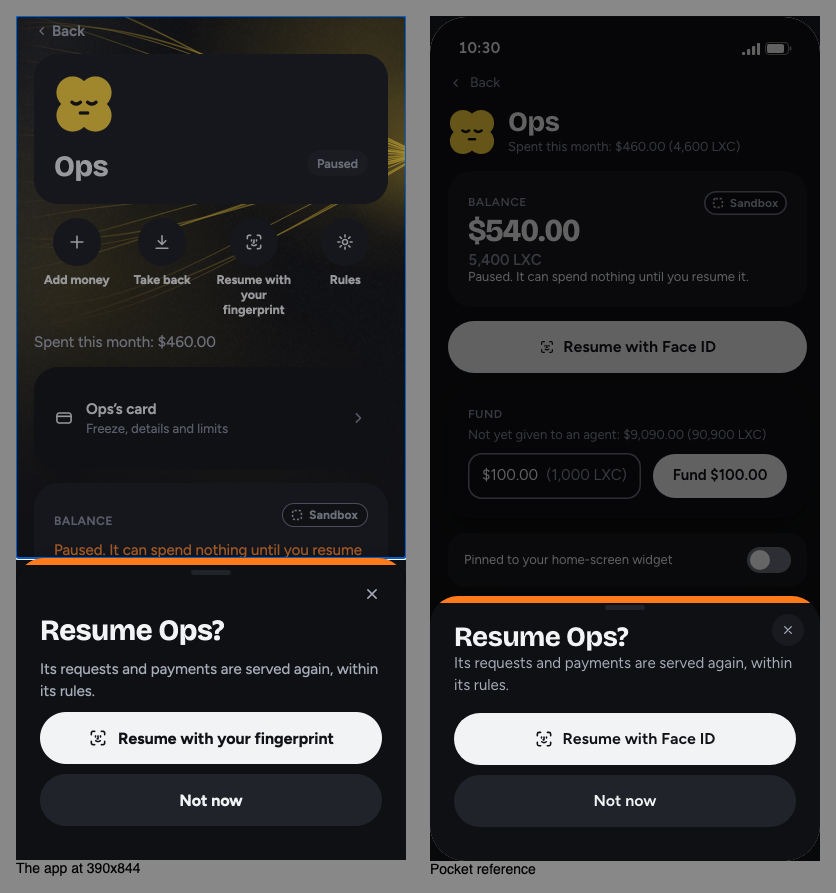 Back
Ops
Paused
Add money
Take back
Resume with
your
fingerprint
Rules
Spent this month: $460.00
Ops's card
Freeze, details and limits
BALANCE
Sandbox
Paused. It can spend nothing until you resume
Resume Ops?
Its requests and payments are served again, within
its rules.
Resume with your fingerprint
Not now
The app at 390x844
10:30
Back
Ops
Spent this month: $460.00 (4,600 LXC)
BALANCE
Sandbox
$540.00
5,400 LXC
Paused. It can spend nothing until you resume it.
Resume with Face ID
FUND
Not yet given to an agent: $9,090.00 (90,900 LXC)
$100.00 (1,000 LXC)
Fund $100.00
Pinned to your home-screen widget
Resume Ops?
Its requests and payments are served again, within
its rules.
Resume with Face ID
Not now
Pocket reference